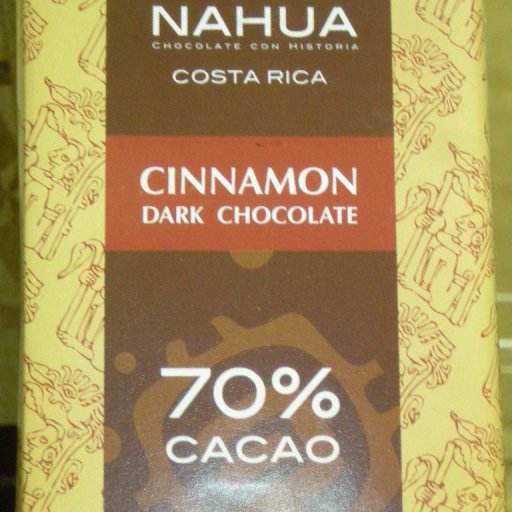 NAHUA
CHOCOLATE CON HISTORIA
COSTA RICA
CINNAMON
DARK CHOCOLATE
70%
CACAO